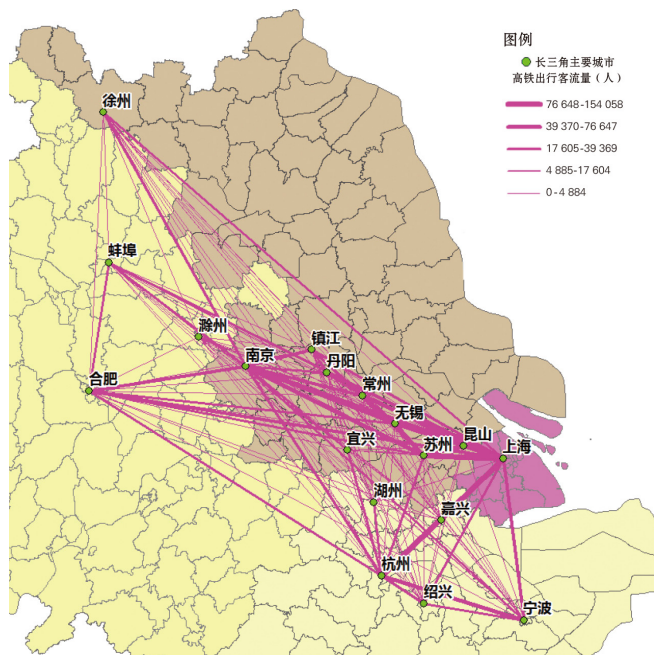 图例
长三角主要城市
高铁出行客流量（人）
76 648-154 058
39 370-76 647
17 605-39 369
4 885-17 604
0-4 884
徐州
蚌埠
滁州
镇江
南京
丹阳
合肥
常州
无锡
昆山
宜兴
苏州
上海
湖州
嘉兴
杭州
绍兴
宁波